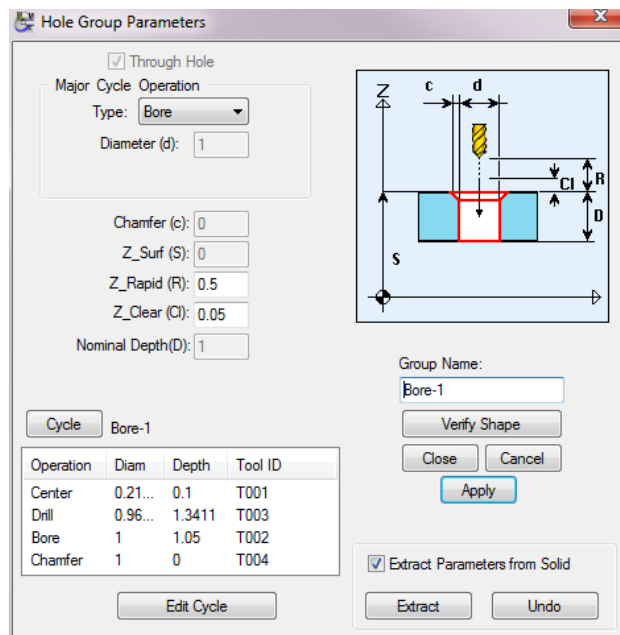 Hole Group Parameters
X
Through Hole
Major Cycle Operation
Type: Bore
Diameter (d): 1
Chamfer (c): 0
Z_Surf (S): 0
Z_Rapid (R): 0.5
Z_Clear (Cl): 0.05
Nominal Depth(D): 1
Z c d
Cl R
D
S
Group Name:
Bore-1
Verify Shape
Close Cancel
Apply
Cycle Bore-1
Operation Diam Depth Tool ID
Center 0.21... 0.1 T001
Drill 0.96... 1.3411 T003
Bore 1 1.05 T002
Chamfer 1 0 T004
Edit Cycle
Extract Parameters from Solid
Extract Undo